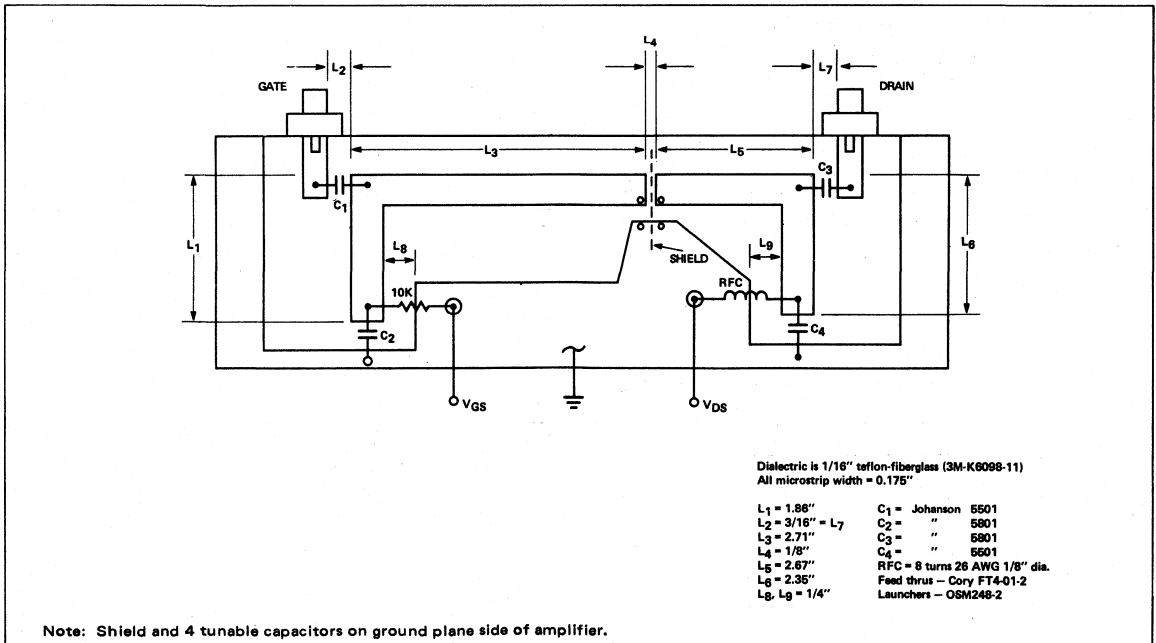 L4
L2
L7
GATE
DRAIN
L3
L5
C1
C3
L1
L8
L9
L6
SHIELD
10K
RFC
C2
C4
VGS
VDS
Dielectric is 1/16" teflon-fiberglass (3M-K6098-11)
All microstrip width = 0.175"
L1 = 1.86" C1 = Johanson 5501
L2 = 3/16" = L7 C2 = " 5801
L3 = 2.71" C3 = " 5801
L4 = 1/8" C4 = " 5501
L5 = 2.67" RFC = 8 turns 26 AWG 1/8" dia.
L6 = 2.35" Feed thrus – Cory FT4-01-2
L8, L9 = 1/4" Launchers – OSM248-2
Note: Shield and 4 tunable capacitors on ground plane side of amplifier.